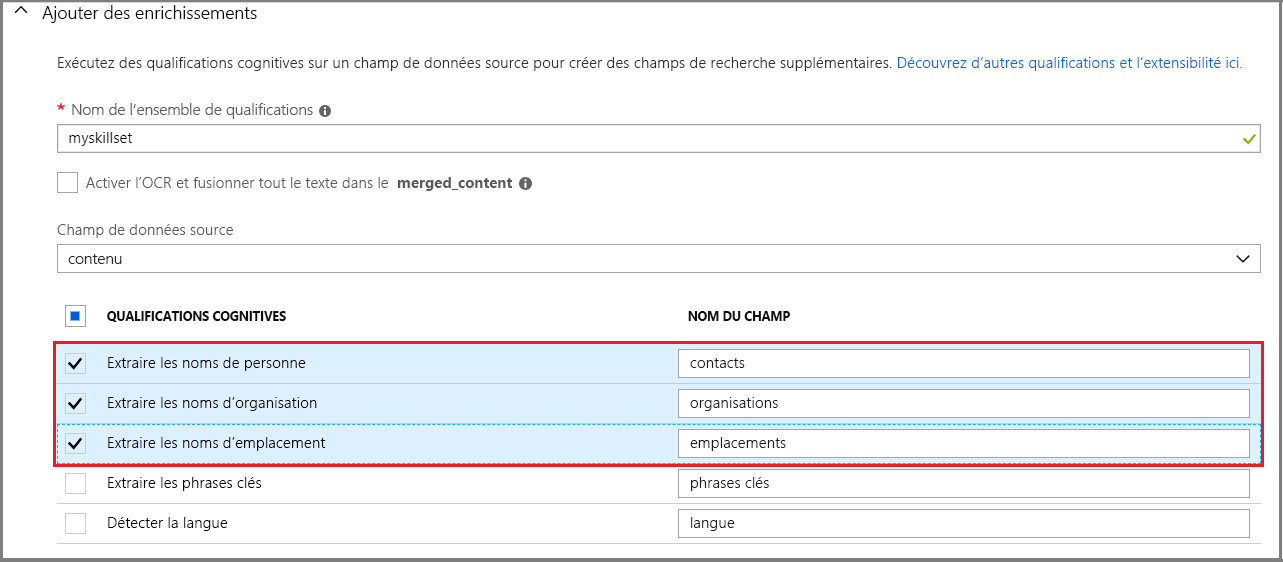 Ajouter des enrichissements
Exécutez des qualifications cognitives sur un champ de données source pour créer des champs de recherche supplémentaires. Découvrez d’autres qualifications et l’extensibilité ici.
* Nom de l’ensemble de qualifications
myskillset
Activer l’OCR et fusionner tout le texte dans le merged_content
Champ de données source
contenu
QUALIFICATIONS COGNITIVES NOM DU CHAMP
Extraire les noms de personne contacts
Extraire les noms d’organisation organisations
Extraire les noms d’emplacement emplacements
Extraire les phrases clés phrases clés
Détecter la langue langue